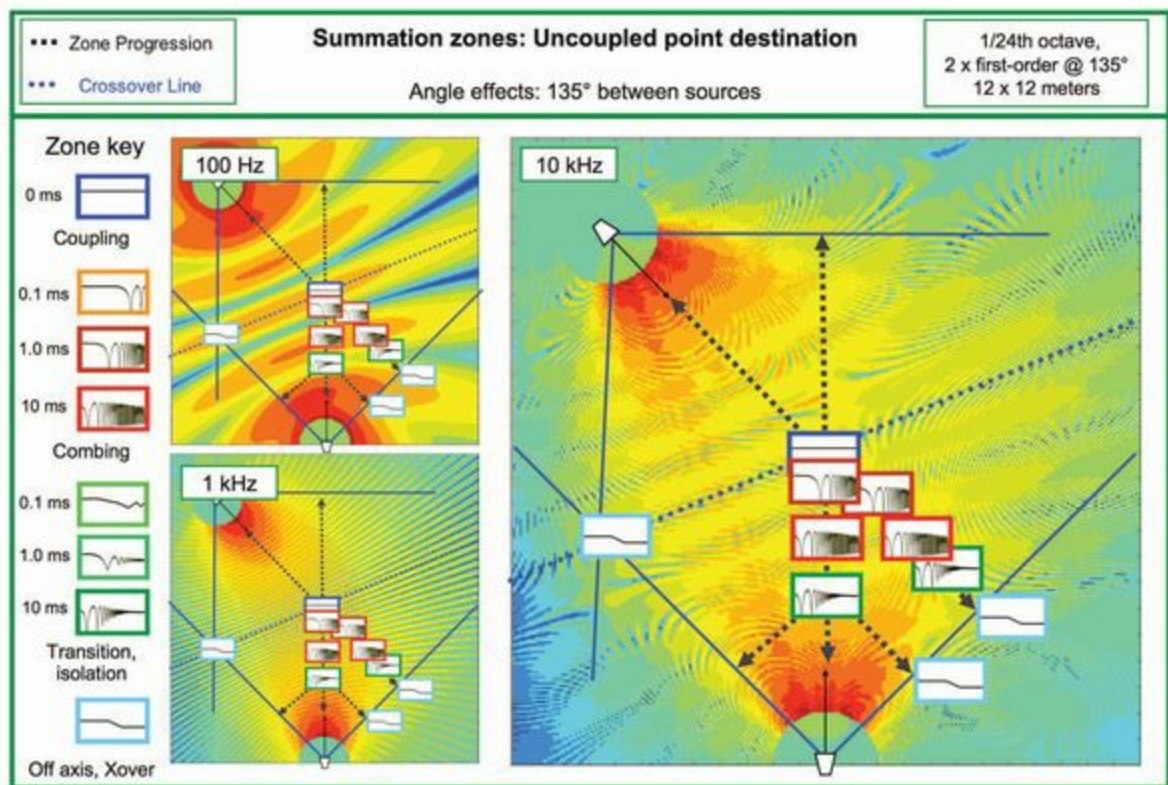 Zone Progression
Crossover Line
Summation zones: Uncoupled point destination
Angle effects: 135° between sources
1/24th octave,
2 x first-order @ 135°
12 x 12 meters
Zone key
0 ms
Coupling
0.1 ms
1.0 ms
10 ms
Combing
0.1 ms
1.0 ms
10 ms
Transition,
isolation
Off axis, Xover
100 Hz
1 kHz
10 kHz